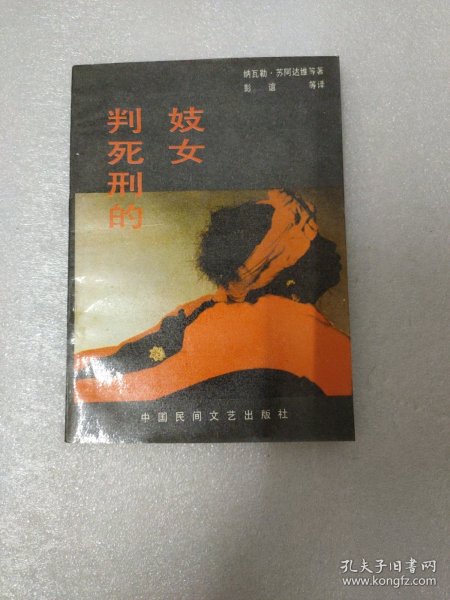 纳瓦勒·苏阿达维等著
彭谊 等译
判死刑的
妓女
中国民间文艺出版社
孔夫子旧书网
www.kongfz.com